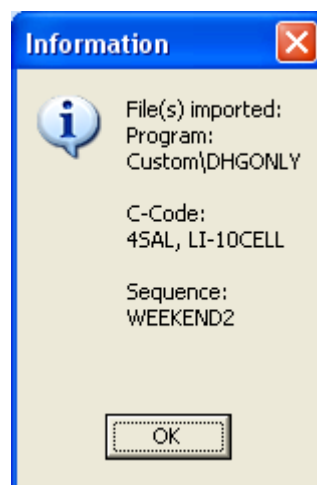 Information
File(s) imported:
Program:
Custom\DHGONLY
C-Code:
4SAL, LI-10CELL
Sequence:
WEEKEND2
OK